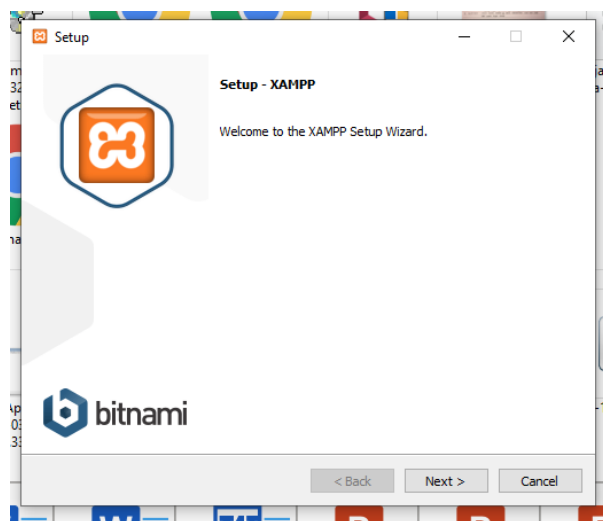 Setup
Setup - XAMPP
Welcome to the XAMPP Setup Wizard.
bitnami
< Back
Next >
Cancel